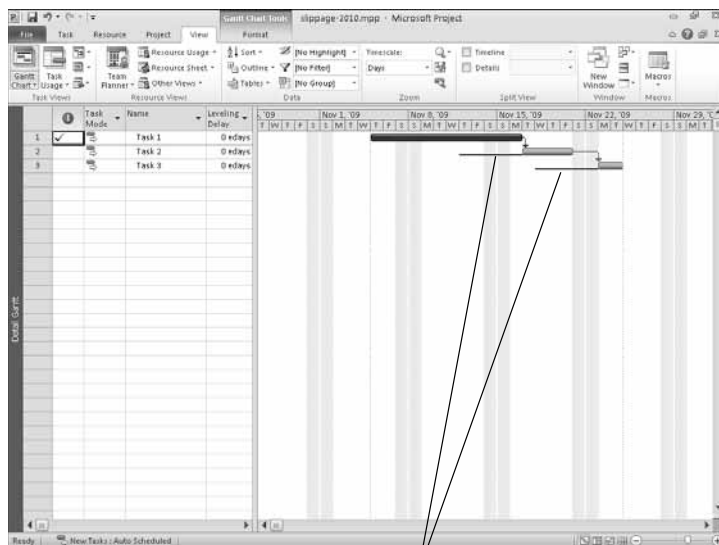 Gantt Chart Tools slippage-2010.mpp - Microsoft Project
File Task Resource Project View Format
Gantt Chart Task Usage Team Planner Resource Usage Resource Sheet Other Views Sort Outline Tables [No Highlight] [No Filter] [No Group] Timescale: Days Timeline Details New Window Macros
Task Views Resource Views Data Zoom Split View Window Macros
Task Mode Name Leveling Delay '09 Nov 1, '09 Nov 8, '09 Nov 15, '09 Nov 22, '09 Nov 29, '
T W T F S S M T W T F S S M T W T F S S M T W T F S S M T W T F S S M T
1 Task 1 0 edays
2 Task 2 0 edays
3 Task 3 0 edays
Detail Gantt
Ready New Tasks : Auto Scheduled